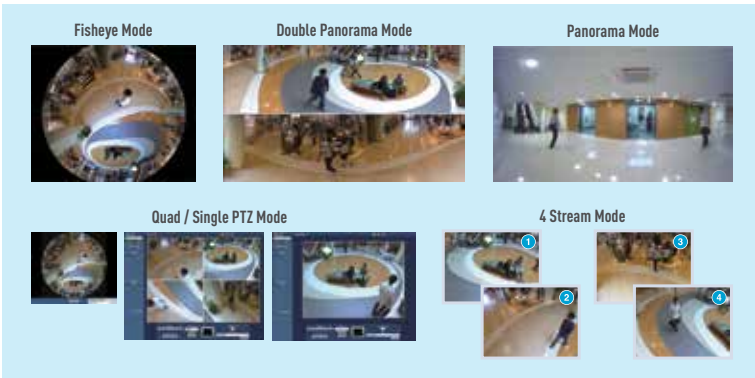 Fisheye Mode
Double Panorama Mode
Panorama Mode
Quad / Single PTZ Mode
4 Stream Mode
1
3
2
4